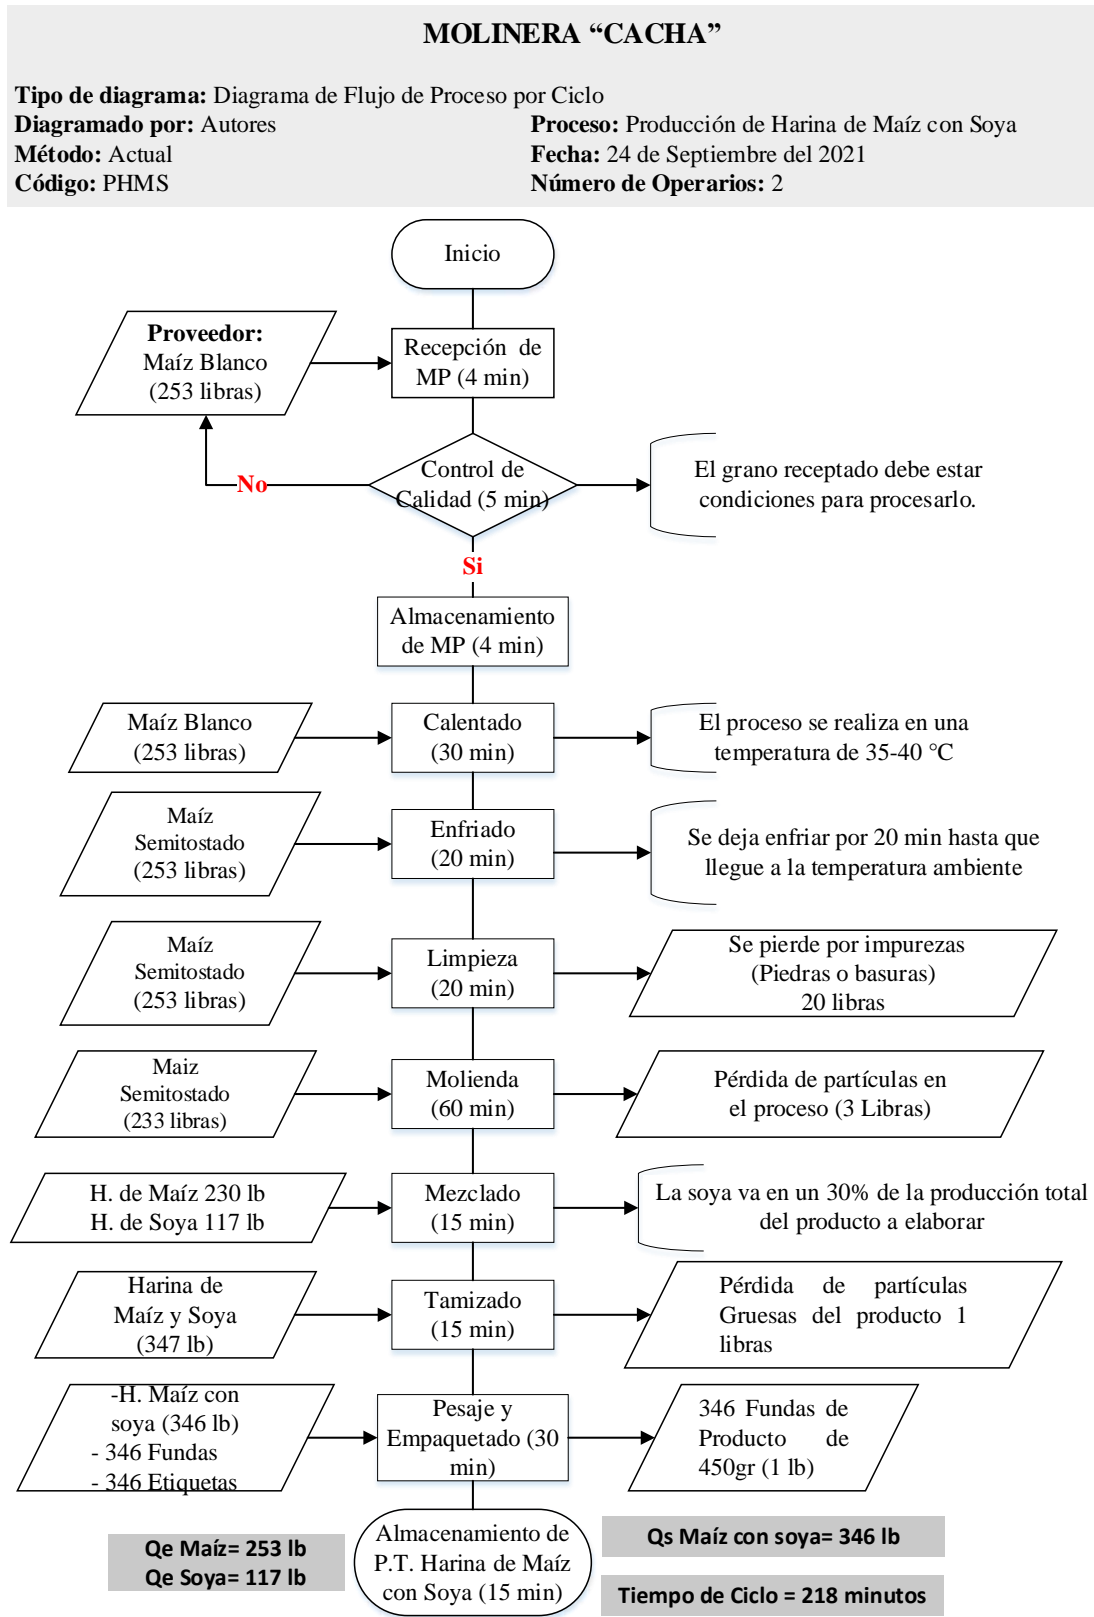 MOLINERA “CACHA”
Tipo de diagrama: Diagrama de Flujo de Proceso por Ciclo
Diagramado por: Autores
Proceso: Producción de Harina de Maíz con Soya
Método: Actual
Fecha: 24 de Septiembre del 2021
Código: PHMS
Número de Operarios: 2
Inicio
Proveedor:
Maíz Blanco
(253 libras)
Recepción de
MP (4 min)
No
Control de
Calidad (5 min)
El grano receptado debe estar
condiciones para procesarlo.
Si
Almacenamiento
de MP (4 min)
Maíz Blanco
(253 libras)
Calentado
(30 min)
El proceso se realiza en una
temperatura de 35-40 °C
Maíz
Semitostado
(253 libras)
Enfriado
(20 min)
Se deja enfriar por 20 min hasta que
llegue a la temperatura ambiente
Maíz
Semitostado
(253 libras)
Limpieza
(20 min)
Se pierde por impurezas
(Piedras o basuras)
20 libras
Maiz
Semitostado
(233 libras)
Molienda
(60 min)
Pérdida de partículas en
el proceso (3 Libras)
H. de Maíz 230 lb
H. de Soya 117 lb
Mezclado
(15 min)
La soya va en un 30% de la producción total
del producto a elaborar
Harina de
Maíz y Soya
(347 lb)
Tamizado
(15 min)
Pérdida de partículas
Gruesas del producto 1
libras
-H. Maíz con
soya (346 lb)
- 346 Fundas
- 346 Etiquetas
Pesaje y
Empaquetado (30
min)
346 Fundas de
Producto de
450gr (1 lb)
Qe Maíz= 253 lb
Qe Soya= 117 lb
Almacenamiento de
P.T. Harina de Maíz
con Soya (15 min)
Qs Maíz con soya= 346 lb
Tiempo de Ciclo = 218 minutos